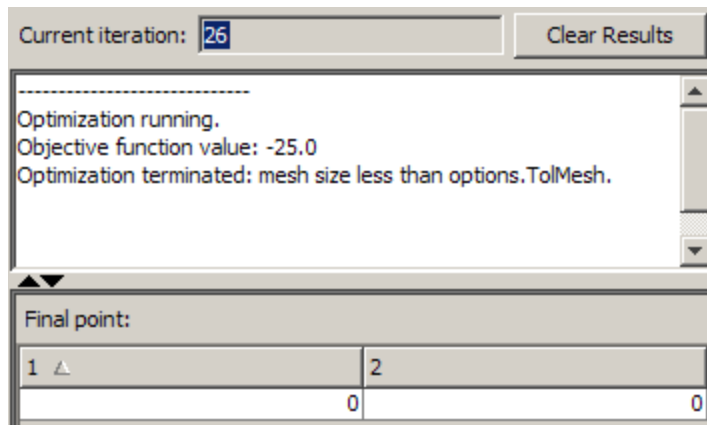 Current iteration: 26 Clear Results
-----------------------------
Optimization running.
Objective function value: -25.0
Optimization terminated: mesh size less than options.TolMesh.
Final point:
1 2
0 0